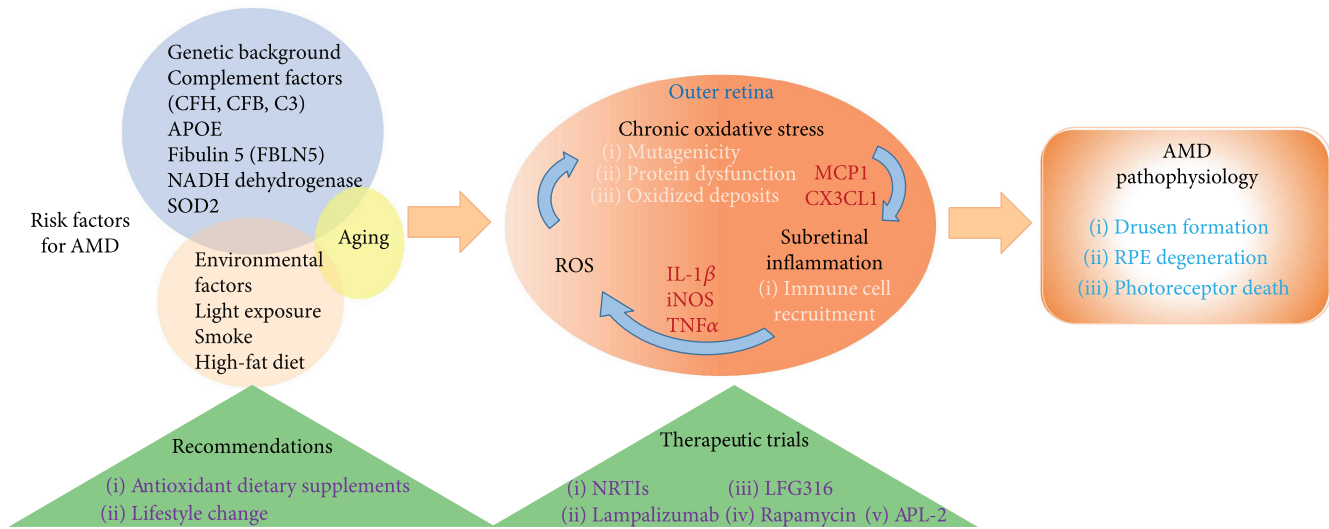 Risk factors
for AMD
Genetic background
Complement factors
(CFH, CFB, C3)
APOE
Fibulin 5 (FBLN5)
NADH dehydrogenase
SOD2
Aging
Environmental
factors
Light exposure
Smoke
High-fat diet
Outer retina
Chronic oxidative stress
(i) Mutagenicity
(ii) Protein dysfunction
(iii) Oxidized deposits
MCP1
CX3CL1
Subretinal
inflammation
(i) Immune cell
recruitment
IL-1β
iNOS
TNFα
ROS
AMD
pathophysiology
(i) Drusen formation
(ii) RPE degeneration
(iii) Photoreceptor death
Recommendations
(i) Antioxidant dietary supplements
(ii) Lifestyle change
Therapeutic trials
(i) NRTIs (iii) LFG316
(ii) Lampalizumab (iv) Rapamycin (v) APL-2